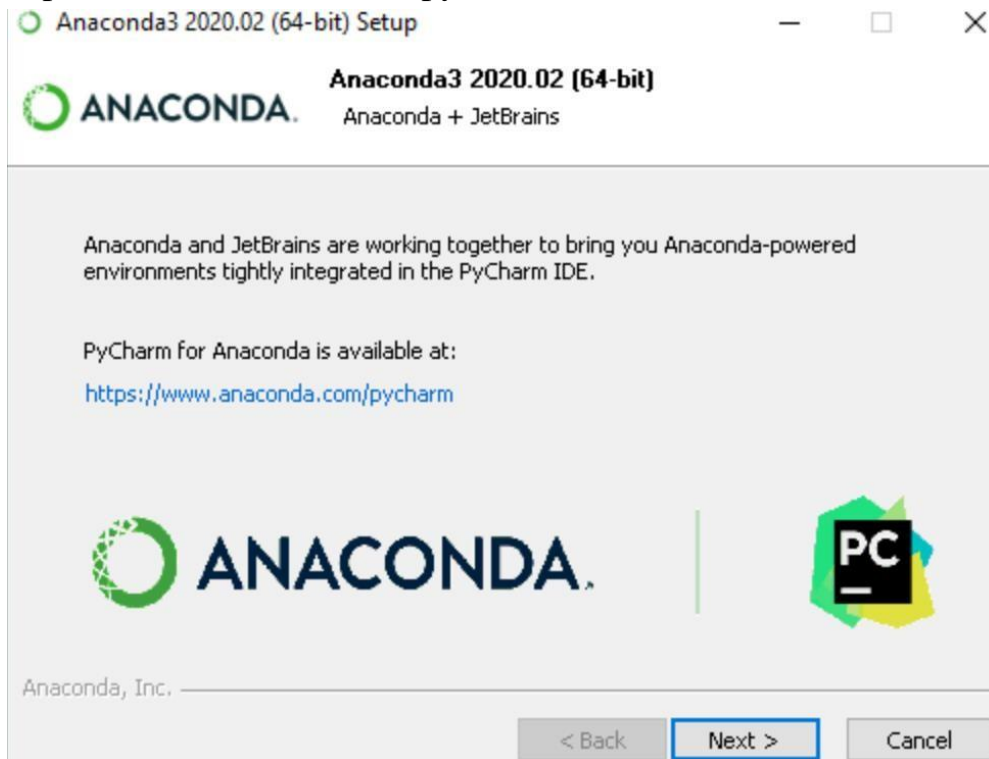 Anaconda3 2020.02 (64-bit) Setup
ANACONDA.
Anaconda3 2020.02 (64-bit)
Anaconda + JetBrains
Anaconda and JetBrains are working together to bring you Anaconda-powered
environments tightly integrated in the PyCharm IDE.
PyCharm for Anaconda is available at:
https://www.anaconda.com/pycharm
ANACONDA.
PC
Anaconda, Inc.
< Back Next > Cancel